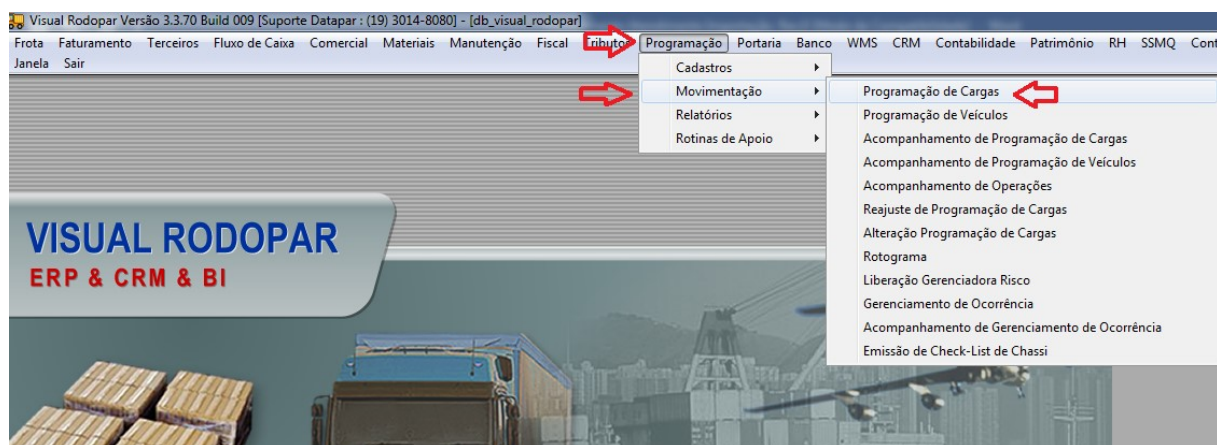 Visual Rodopar Versão 3.3.70 Build 009 [Suporte Datapar : (19) 3014-8080] - [db_visual_rodopar]
Frota Faturamento Terceiros Fluxo de Caixa Comercial Materiais Manutenção Fiscal Tributos Programação Portaria Banco WMS CRM Contabilidade Patrimônio RH SSMQ Cont
Janela Sair
Cadastros
Movimentação
Relatórios
Rotinas de Apoio
Programação de Cargas
Programação de Veículos
Acompanhamento de Programação de Cargas
Acompanhamento de Programação de Veículos
Acompanhamento de Operações
Reajuste de Programação de Cargas
Alteração Programação de Cargas
Rotograma
Liberação Gerenciadora Risco
Gerenciamento de Ocorrência
Acompanhamento de Gerenciamento de Ocorrência
Emissão de Check-List de Chassi
VISUAL RODOPAR
ERP & CRM & BI